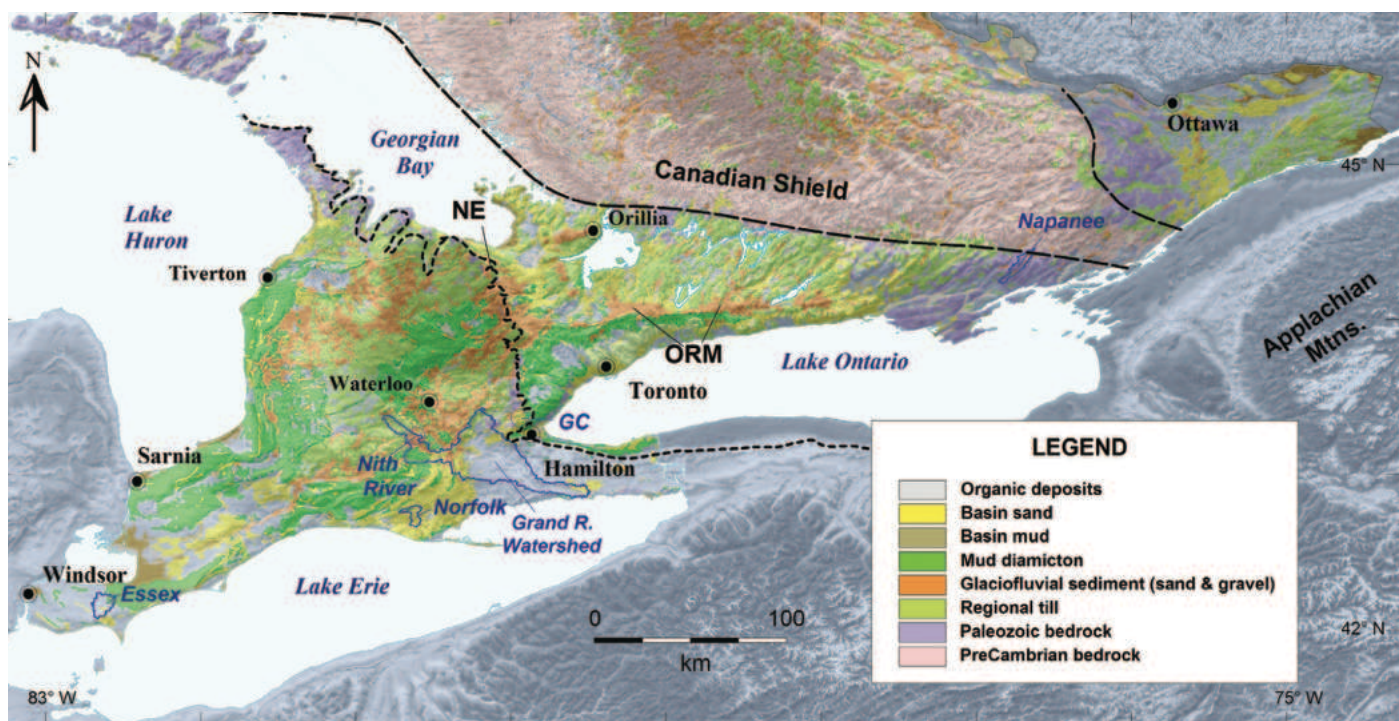 N
Georgian
Bay
Ottawa
45° N
Canadian Shield
NE
Lake
Huron
Orillia
Napanee
Tiverton
Applachian
Mtns.
ORM
Lake Ontario
Waterloo
Toronto
GC
Sarnia
Hamilton
Nith
River
Norfolk
Grand R.
Watershed
Windsor
Essex
Lake Erie
0 100
km
LEGEND
Organic deposits
Basin sand
Basin mud
Mud diamicton
Glaciofluvial sediment (sand & gravel)
Regional till
Paleozoic bedrock
PreCambrian bedrock
42° N
83° W
75° W